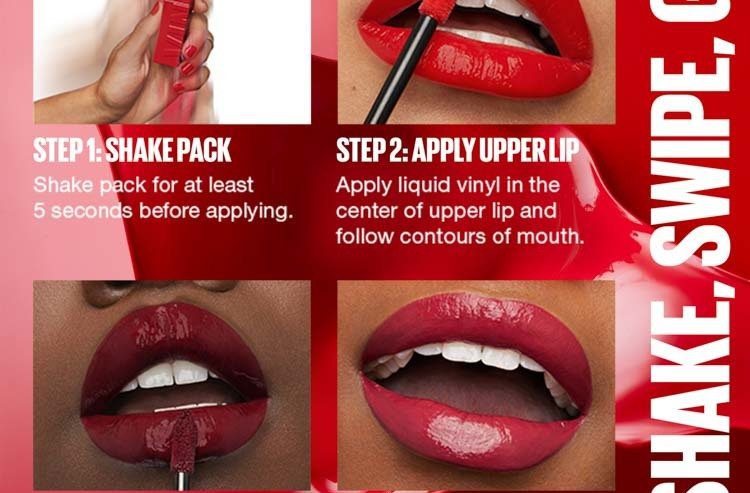 STEP 1: SHAKE PACK
Shake pack for at least
5 seconds before applying.
STEP 2: APPLY UPPER LIP
Apply liquid vinyl in the
center of upper lip and
follow contours of mouth.
SHAKE, SWIPE,